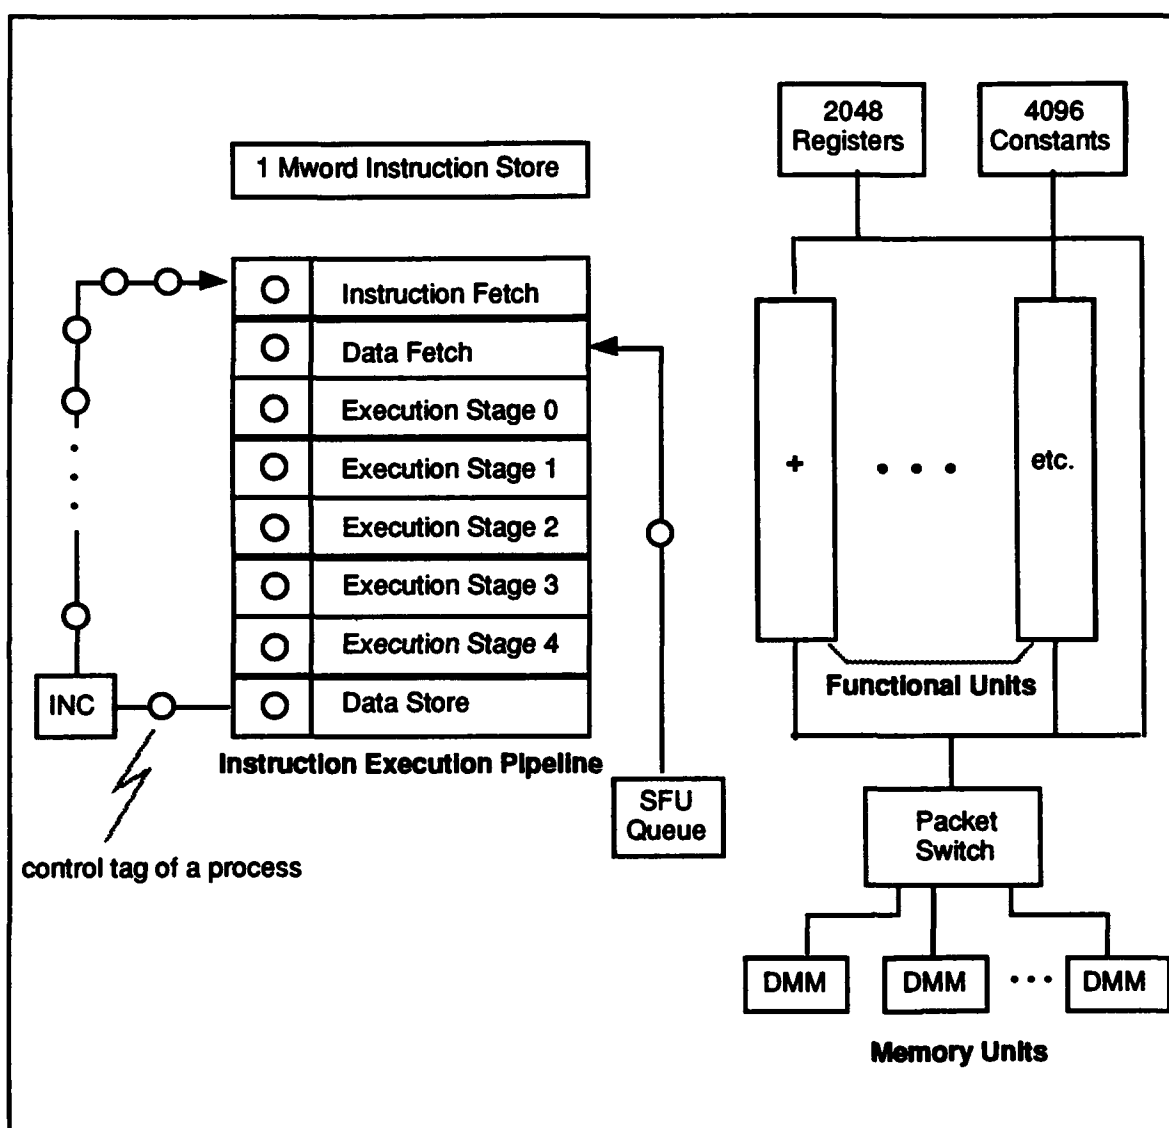 1 Mword Instruction Store
Instruction Fetch
Data Fetch
Execution Stage 0
Execution Stage 1
Execution Stage 2
Execution Stage 3
Execution Stage 4
Data Store
INC
Instruction Execution Pipeline
control tag of a process
SFU
Queue
2048
Registers
4096
Constants
+
• • •
etc.
Functional Units
Packet
Switch
DMM
DMM
• • •
DMM
Memory Units